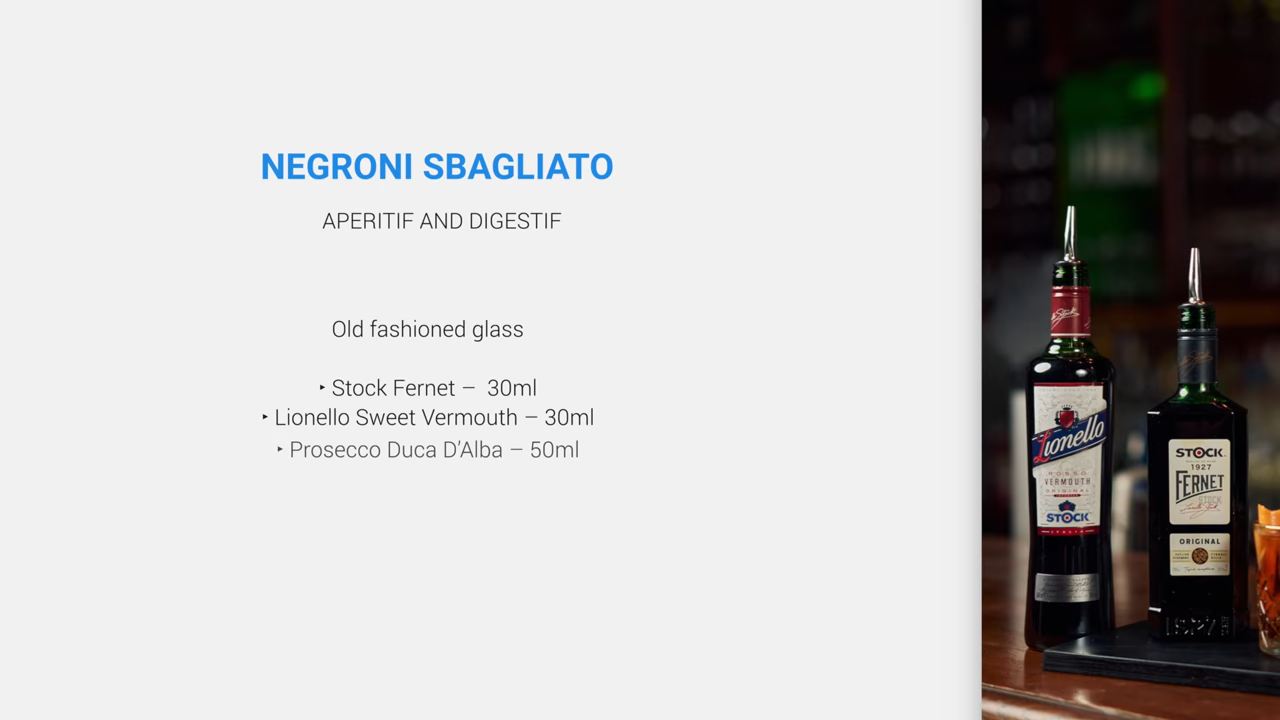 NEGRONI SBAGLIATO
APERITIF AND DIGESTIF
Old fashioned glass
‣ Stock Fernet – 30ml
‣ Lionello Sweet Vermouth – 30ml
‣ Prosecco Duca D'Alba – 50ml
Lionello
ROSSO
VERMOUTH
ORIGINAL
STOCK
STOCK
1927
FERNET
STOCK
ORIGINAL